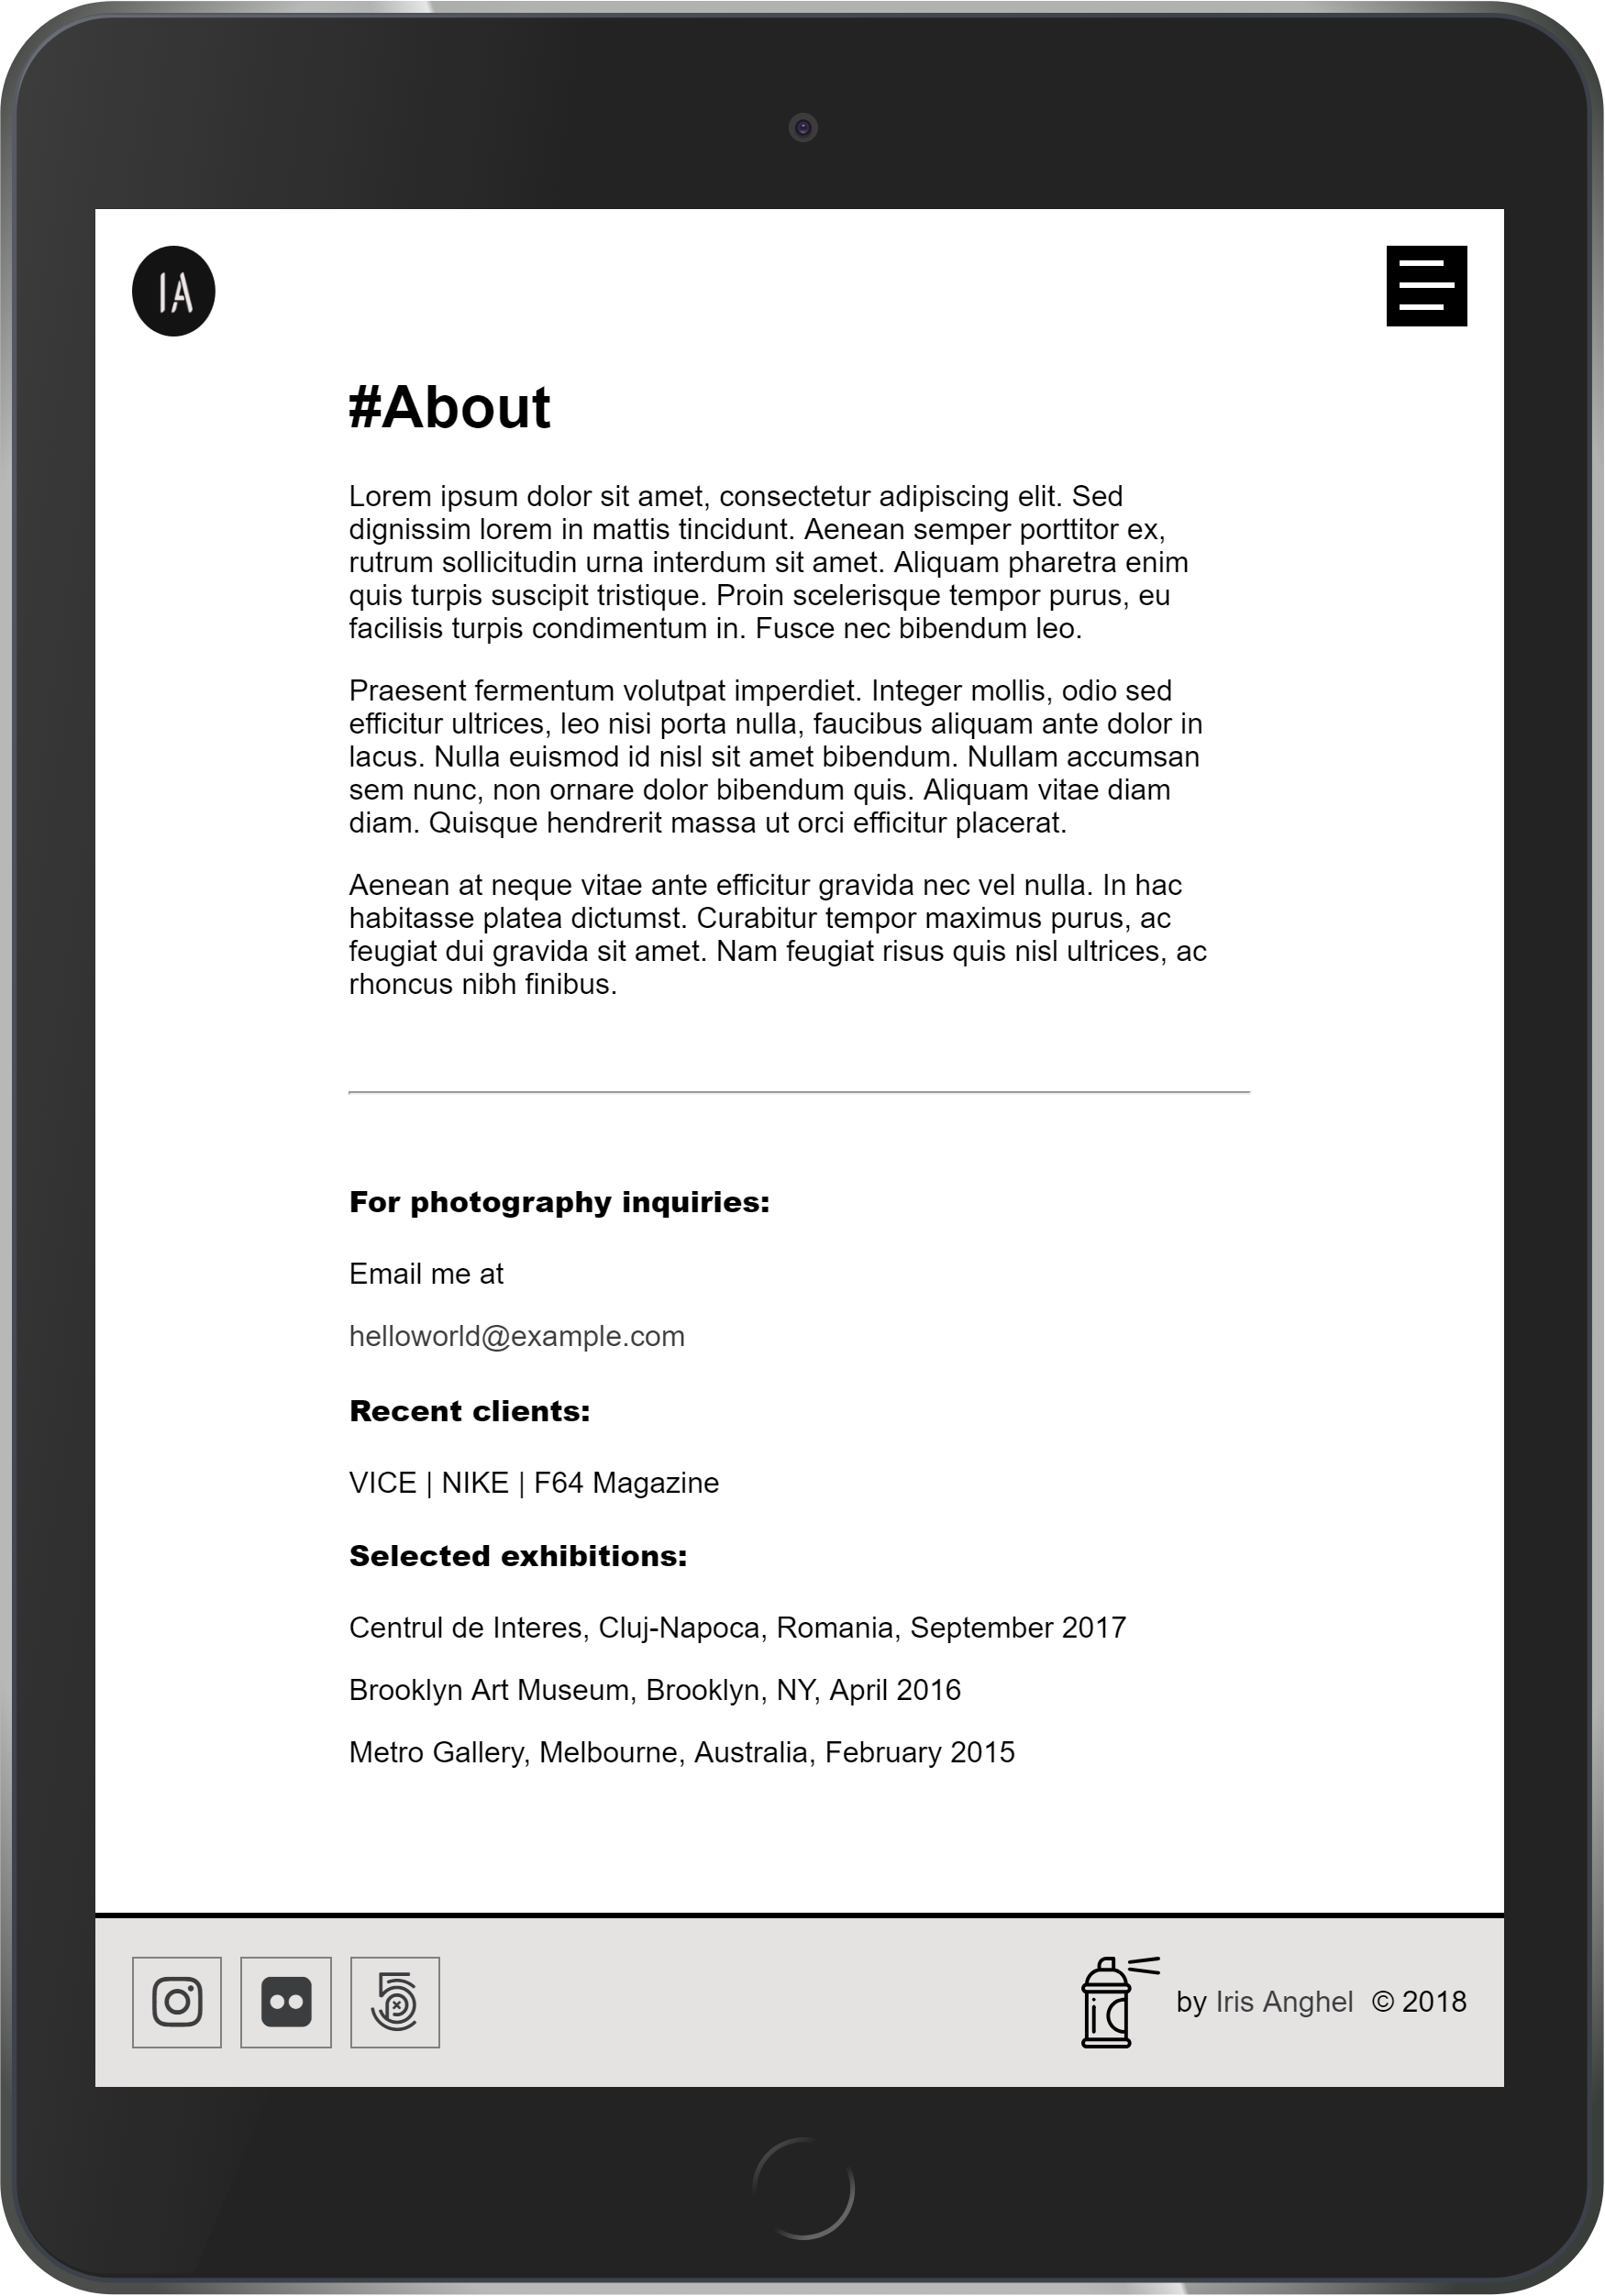 IA
#About
Lorem ipsum dolor sit amet, consectetur adipiscing elit. Sed
dignissim lorem in mattis tincidunt. Aenean semper porttitor ex,
rutrum sollicitudin urna interdum sit amet. Aliquam pharetra enim
quis turpis suscipit tristique. Proin scelerisque tempor purus, eu
facilisis turpis condimentum in. Fusce nec bibendum leo.
Praesent fermentum volutpat imperdiet. Integer mollis, odio sed
efficitur ultrices, leo nisi porta nulla, faucibus aliquam ante dolor in
lacus. Nulla euismod id nisl sit amet bibendum. Nullam accumsan
sem nunc, non ornare dolor bibendum quis. Aliquam vitae diam
diam. Quisque hendrerit massa ut orci efficitur placerat.
Aenean at neque vitae ante efficitur gravida nec vel nulla. In hac
habitasse platea dictumst. Curabitur tempor maximus purus, ac
feugiat dui gravida sit amet. Nam feugiat risus quis nisl ultrices, ac
rhoncus nibh finibus.
For photography inquiries:
Email me at
helloworld@example.com
Recent clients:
VICE | NIKE | F64 Magazine
Selected exhibitions:
Centrul de Interes, Cluj-Napoca, Romania, September 2017
Brooklyn Art Museum, Brooklyn, NY, April 2016
Metro Gallery, Melbourne, Australia, February 2015
by Iris Anghel © 2018